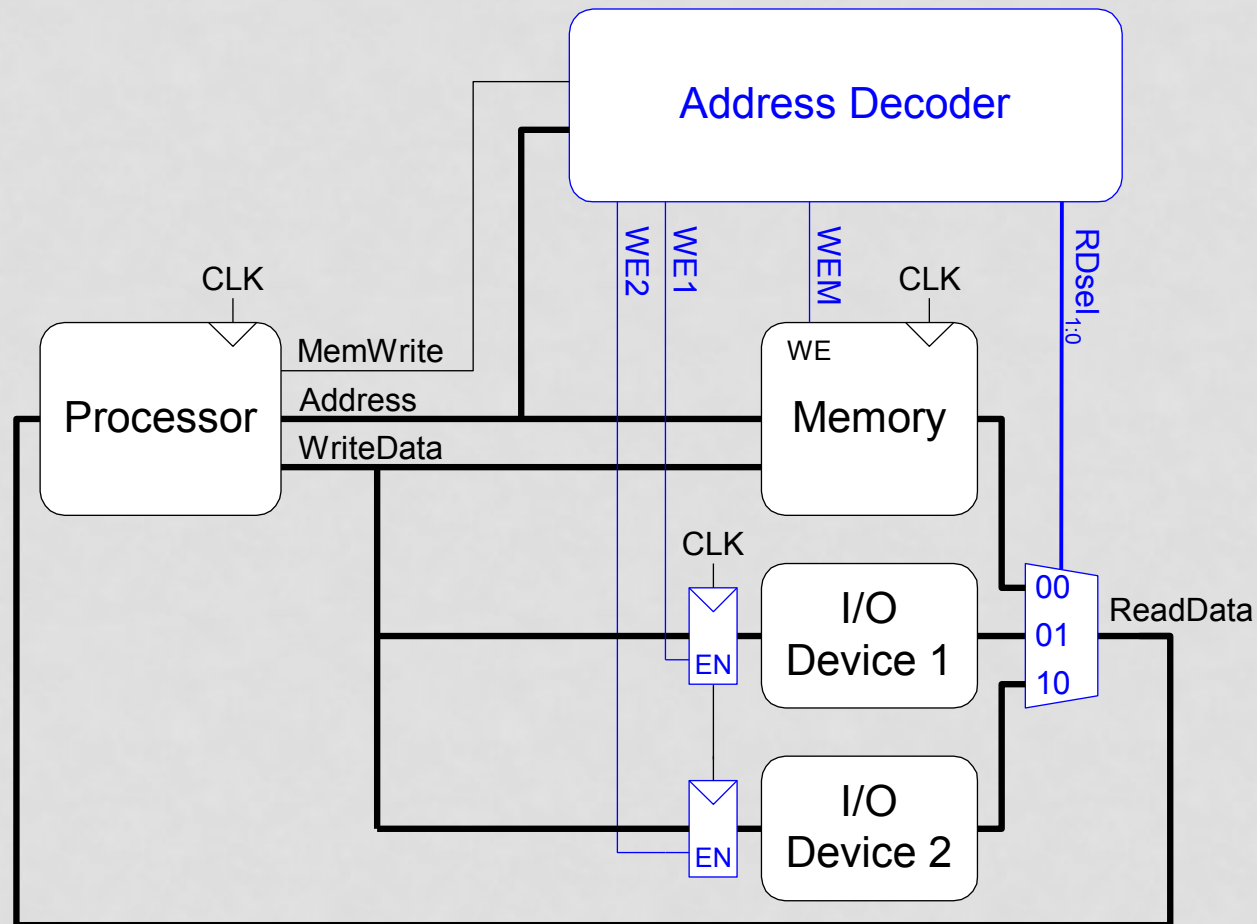 Address Decoder
WE2
WE1
WEM
RDsel1:0
CLK
CLK
MemWrite
Address
WriteData
Processor
WE
Memory
CLK
I/O
Device 1
EN
00
01
10
ReadData
I/O
Device 2
EN